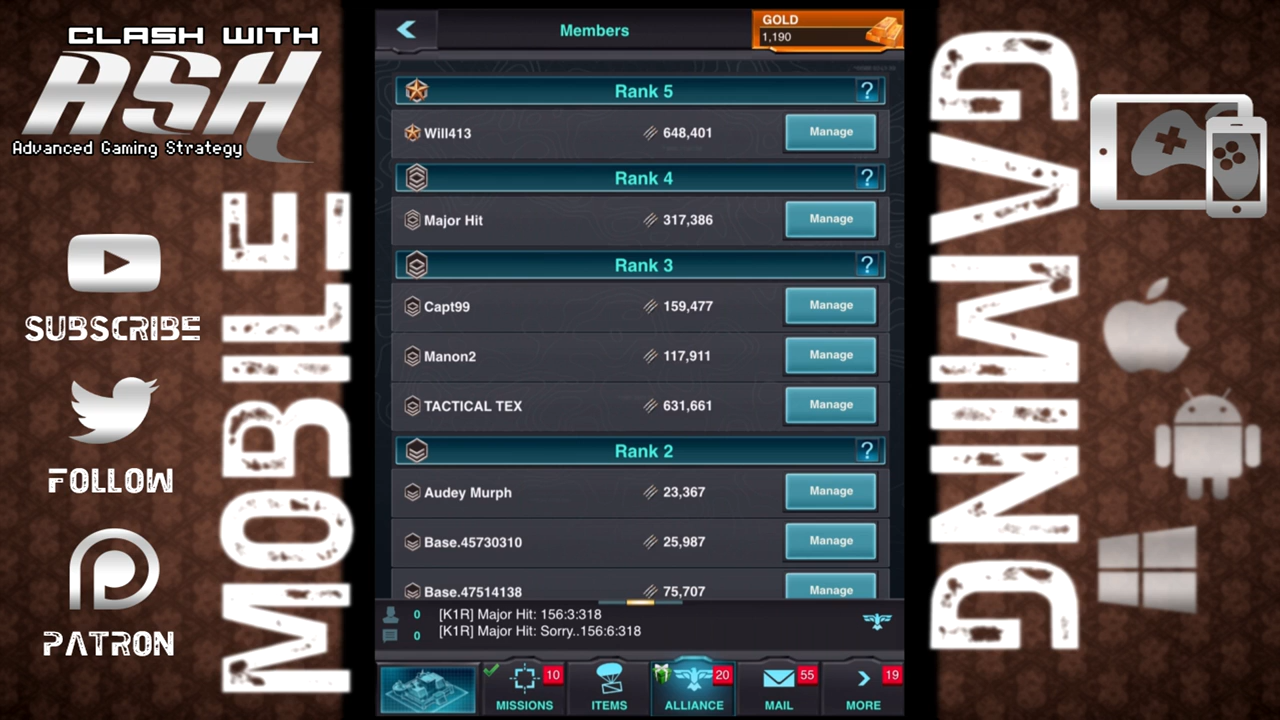 CLASH WITH
ASH
Advanced Gaming Strategy
SUBSCRIBE
FOLLOW
PATRON
MOBILE
Members
GOLD
1,190
Rank 5
?
Will413 648,401 Manage
Rank 4
?
Major Hit 317,386 Manage
Rank 3
?
Capt99 159,477 Manage
Manon2 117,911 Manage
TACTICAL TEX 631,661 Manage
Rank 2
?
Audey Murph 23,367 Manage
Base.45730310 25,987 Manage
Base.47514138 75,707 Manage
0 [K1R] Major Hit: 156:3:318
0 [K1R] Major Hit: Sorry..156:6:318
10
MISSIONS
ITEMS
20
ALLIANCE
55
MAIL
19
MORE
GAMING